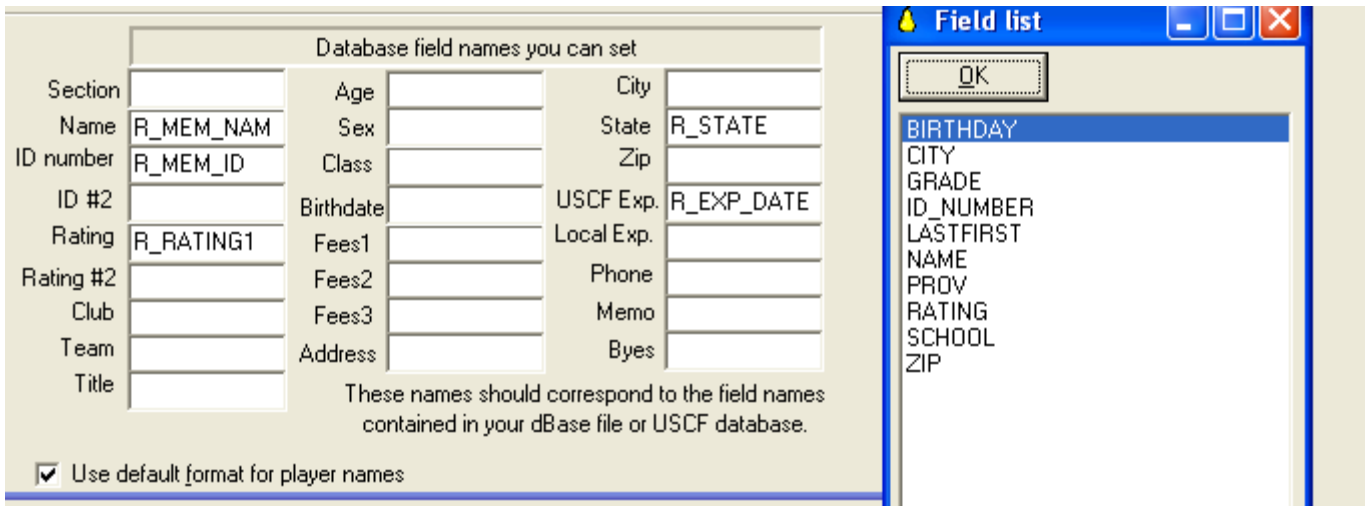 Database field names you can set
Section
Age
City
Name R_MEM_NAM
Sex
State R_STATE
ID number R_MEM_ID
Class
Zip
ID #2
Birthdate
USCF Exp. R_EXP_DATE
Rating R_RATING1
Fees1
Local Exp.
Rating #2
Fees2
Phone
Club
Fees3
Memo
Team
Address
Byes
Title
These names should correspond to the field names
contained in your dBase file or USCF database.
Use default format for player names
Field list
OK
BIRTHDAY
CITY
GRADE
ID_NUMBER
LASTFIRST
NAME
PROV
RATING
SCHOOL
ZIP